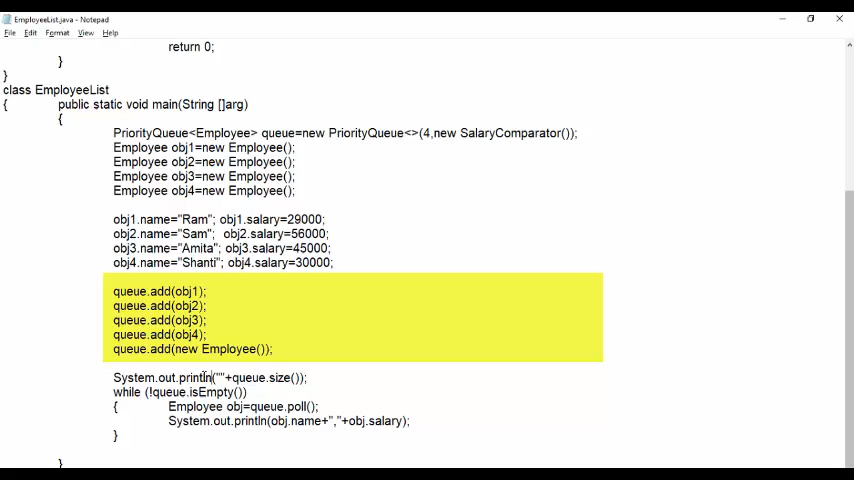 EmployeeList.java - Notepad
File Edit Format View Help
return 0;
}
}
class EmployeeList
{ public static void main(String []arg)
{
PriorityQueue<Employee> queue=new PriorityQueue<>(4,new SalaryComparator());
Employee obj1=new Employee();
Employee obj2=new Employee();
Employee obj3=new Employee();
Employee obj4=new Employee();
obj1.name="Ram"; obj1.salary=29000;
obj2.name="Sam"; obj2.salary=56000;
obj3.name="Amita"; obj3.salary=45000;
obj4.name="Shanti"; obj4.salary=30000;
queue.add(obj1);
queue.add(obj2);
queue.add(obj3);
queue.add(obj4);
queue.add(new Employee());
System.out.println(""+queue.size());
while (!queue.isEmpty())
{ Employee obj=queue.poll();
System.out.println(obj.name+","+obj.salary);
}
}